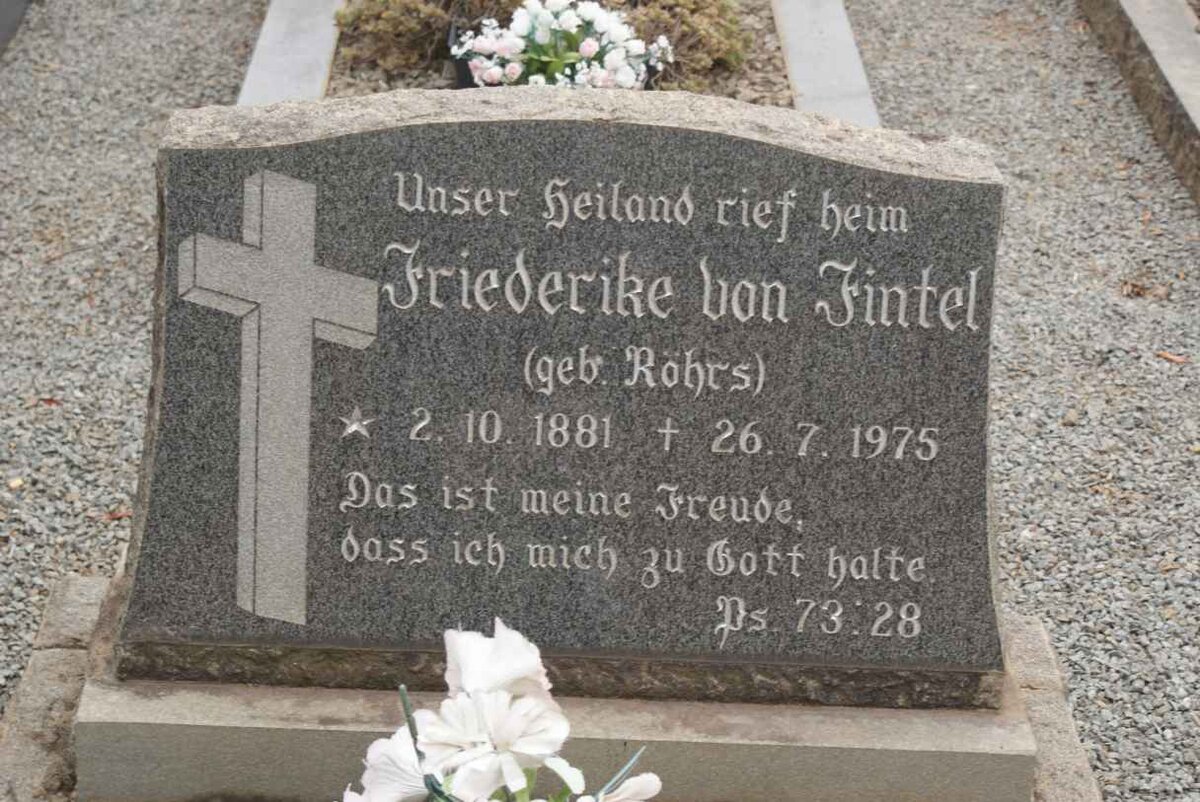 Unser Heiland rief heim
Friederike von Fintel
(geb. Röhrs)
★ 2. 10. 1881 † 26. 7. 1975
Das ist meine Freude,
dass ich mich zu Gott halte.
Ps. 73:28